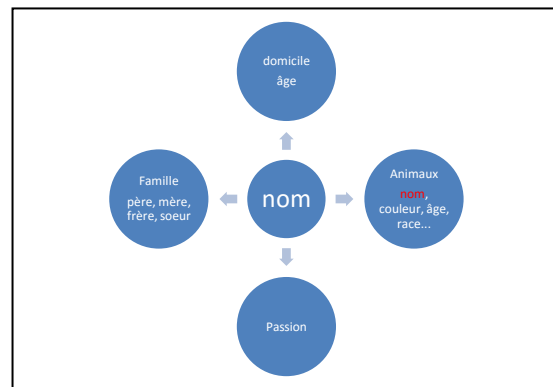 domicile
âge
Famille
père, mère,
frère, soeur
nom
Animaux
nom,
couleur, âge,
race...
Passion